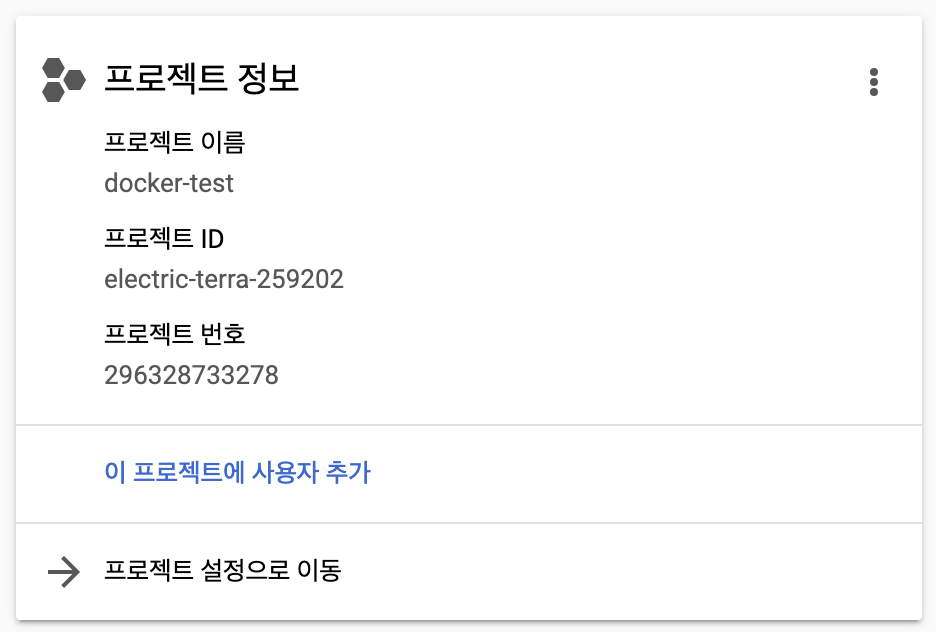 프로젝트 정보
프로젝트 이름
docker-test
프로젝트 ID
electric-terra-259202
프로젝트 번호
296328733278
이 프로젝트에 사용자 추가
프로젝트 설정으로 이동